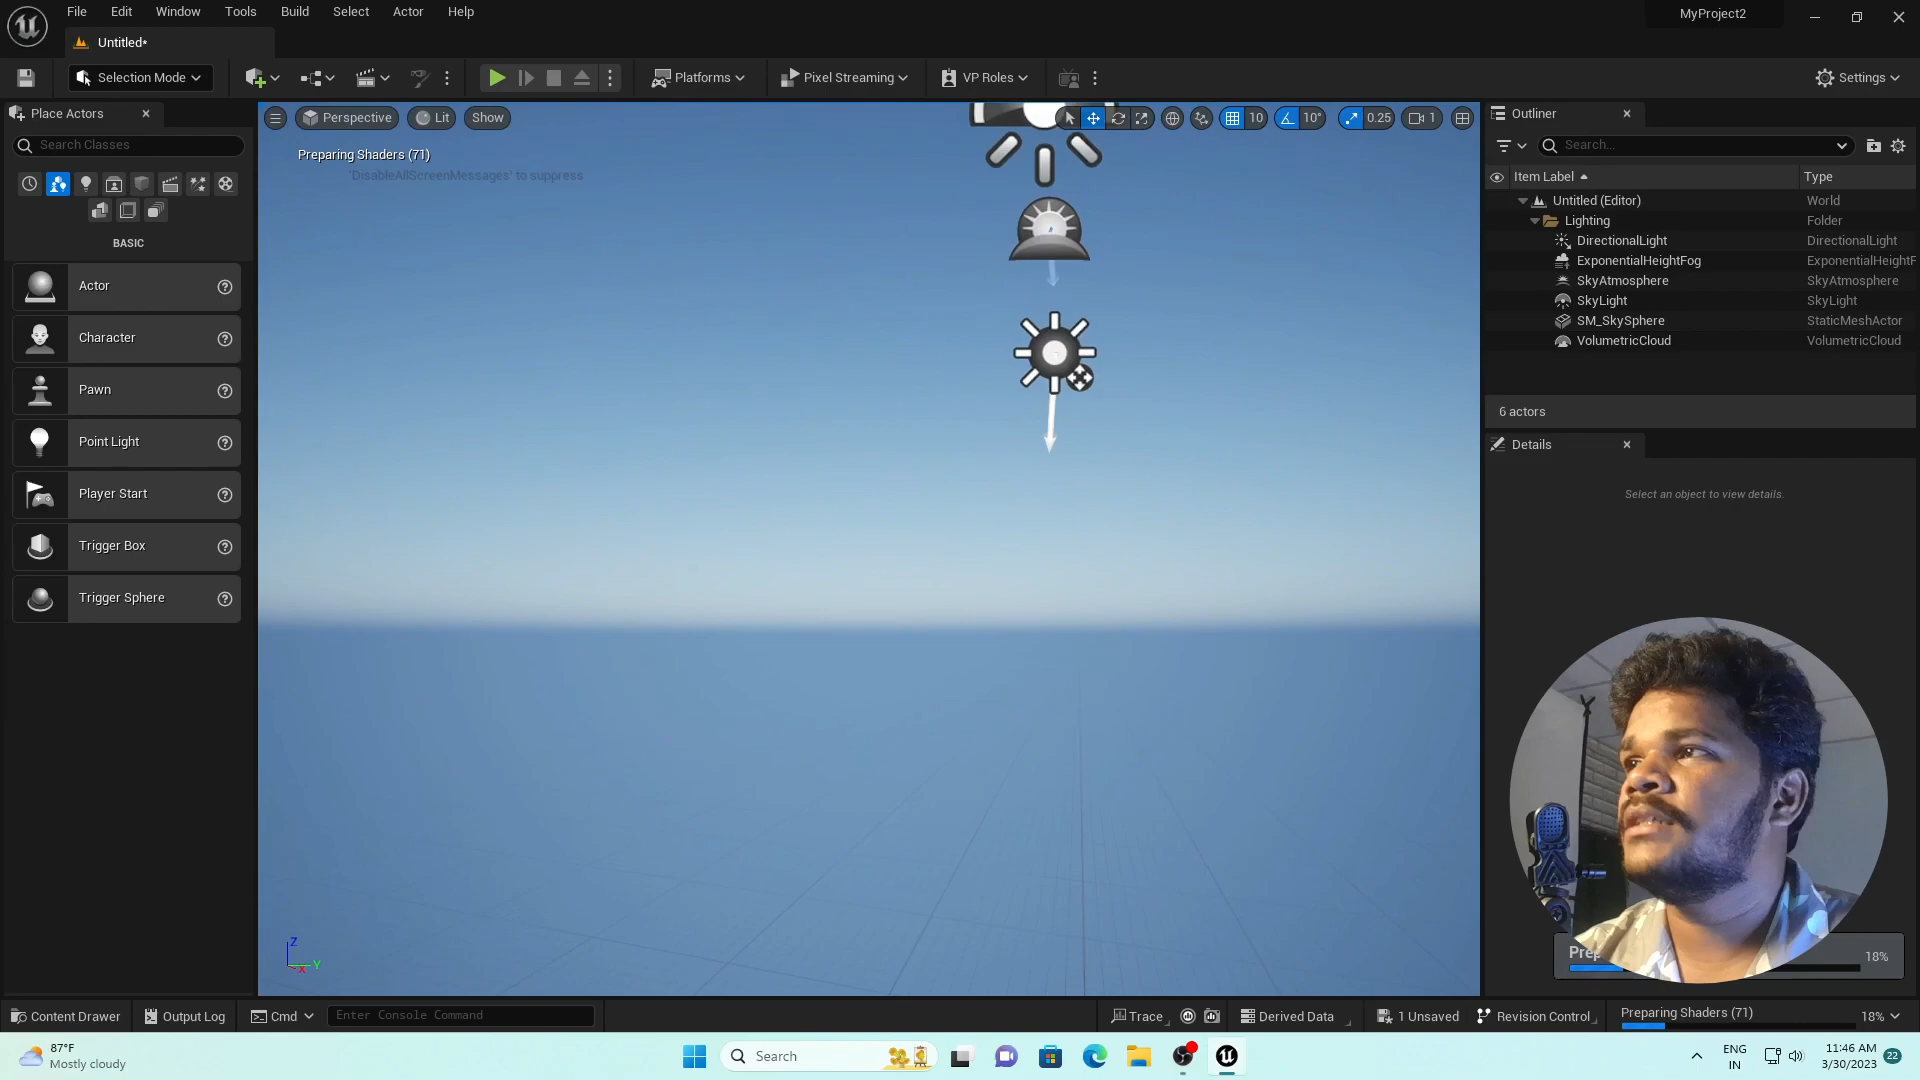 File Edit Window Tools Build Select Actor Help
MyProject2
Untitled*
Selection Mode
Platforms
Pixel Streaming
VP Roles
Settings
Place Actors
Search Classes
BASIC
Actor
Character
Pawn
Point Light
Player Start
Trigger Box
Trigger Sphere
Perspective
Lit
Show
10
10°
0.25
1
Preparing Shaders (71)
'DisableAllScreenMessages' to suppress
Z
X
Y
Outliner
Search...
Item Label
Type
Untitled (Editor) World
Lighting Folder
DirectionalLight DirectionalLight
ExponentialHeightFog ExponentialHeightF
SkyAtmosphere SkyAtmosphere
SkyLight SkyLight
SM_SkySphere StaticMeshActor
VolumetricCloud VolumetricCloud
6 actors
Details
Select an object to view details.
18%
Content Drawer
Output Log
Cmd
Enter Console Command
Trace
Derived Data
1 Unsaved
Revision Control
Preparing Shaders (71)
18%
87°F
Mostly cloudy
Search
ENG
IN
11:46 AM
3/30/2023
22